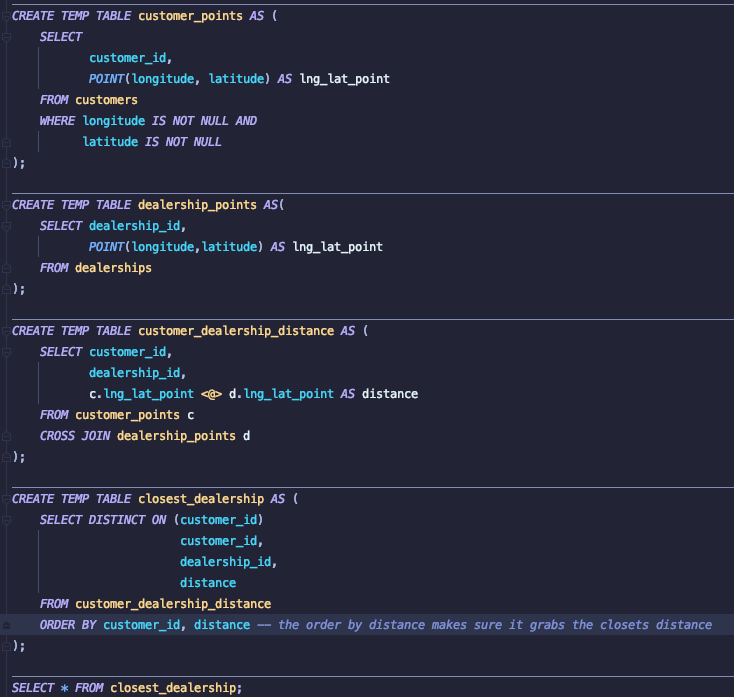 CREATE TEMP TABLE customer_points AS (
SELECT
customer_id,
POINT(longitude, latitude) AS lng_lat_point
FROM customers
WHERE longitude IS NOT NULL AND
latitude IS NOT NULL
);
CREATE TEMP TABLE dealership_points AS(
SELECT dealership_id,
POINT(longitude,latitude) AS lng_lat_point
FROM dealerships
);
CREATE TEMP TABLE customer_dealership_distance AS (
SELECT customer_id,
dealership_id,
c.lng_lat_point <@> d.lng_lat_point AS distance
FROM customer_points c
CROSS JOIN dealership_points d
);
CREATE TEMP TABLE closest_dealership AS (
SELECT DISTINCT ON (customer_id)
customer_id,
dealership_id,
distance
FROM customer_dealership_distance
ORDER BY customer_id, distance -- the order by distance makes sure it grabs the closets distance
);
SELECT * FROM closest_dealership;